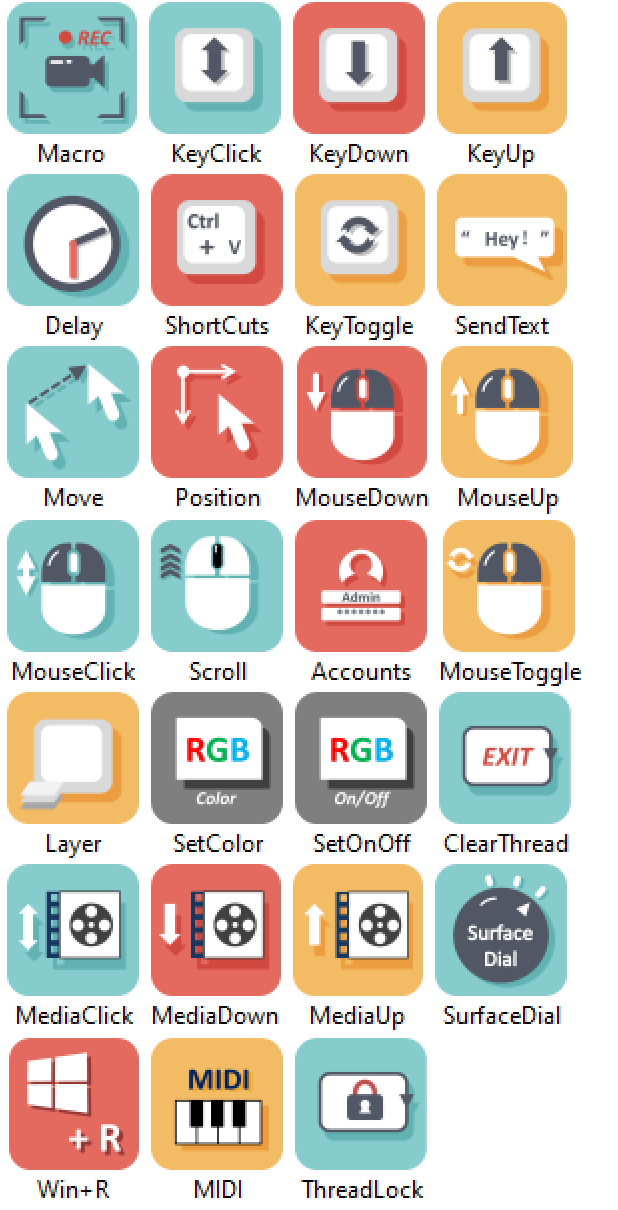 REC
Macro KeyClick KeyDown KeyUp
Ctrl
+ V
“ Hey! ”
Delay ShortCuts KeyToggle SendText
Move Position MouseDown MouseUp
Admin
*******
MouseClick Scroll Accounts MouseToggle
RGB RGB EXIT
Color On/Off
Layer SetColor SetOnOff ClearThread
Surface
Dial
MediaClick MediaDown MediaUp SurfaceDial
MIDI
+ R
Win+R MIDI ThreadLock